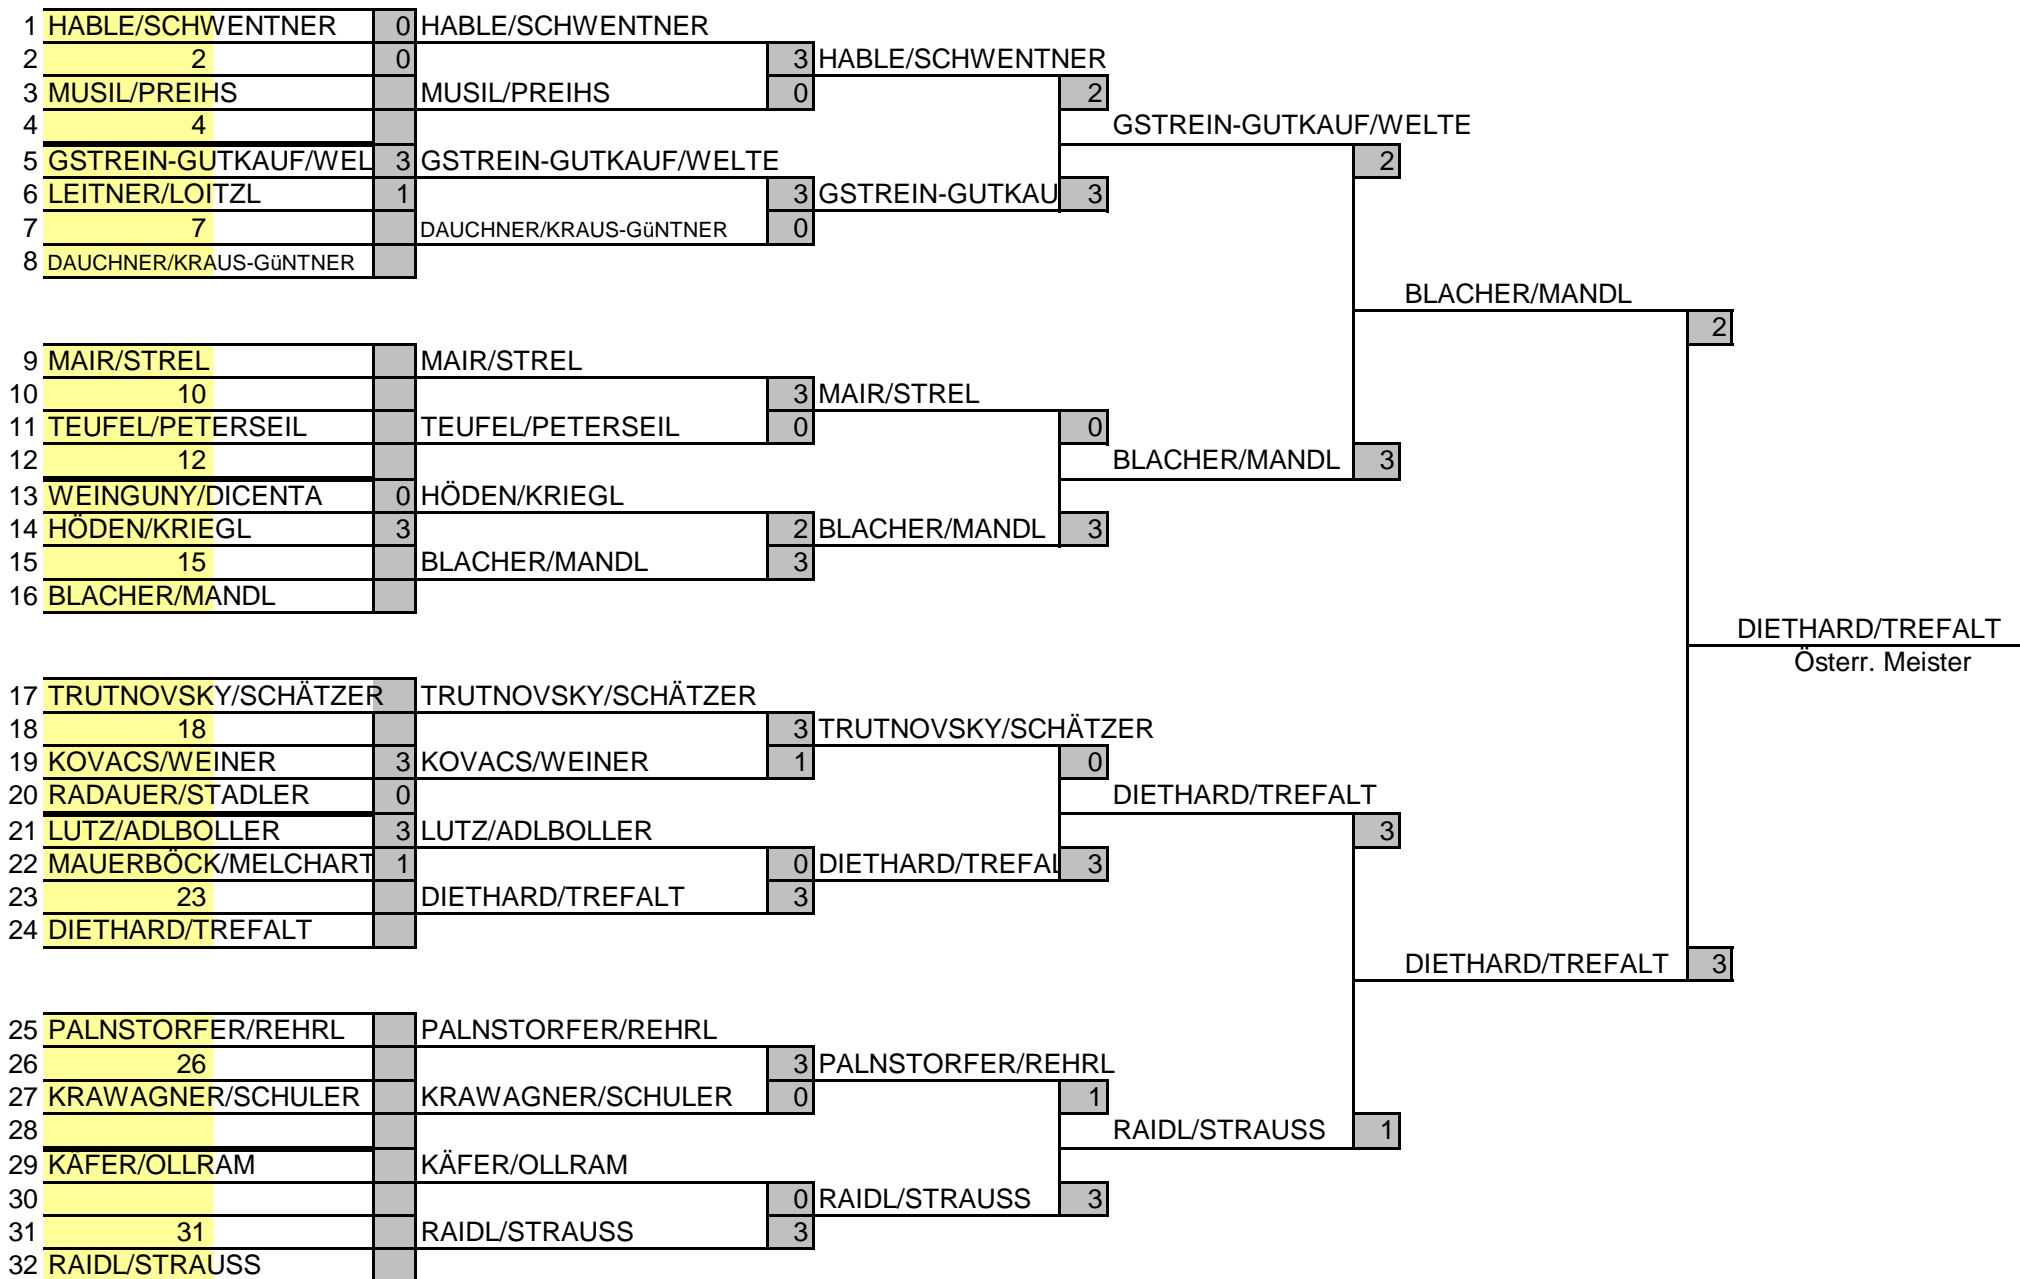 1 HABLE/SCHWENTNER 0 HABLE/SCHWENTNER
2 2 0 3 HABLE/SCHWENTNER
3 MUSIL/PREIHS MUSIL/PREIHS 0 2
4 4 GSTREIN-GUTKAUF/WELTE
5 GSTREIN-GUTKAUF/WEL 3 GSTREIN-GUTKAUF/WELTE 2
6 LEITNER/LOITZL 1 3 GSTREIN-GUTKAU 3
7 7 DAUCHNER/KRAUS-GüNTNER 0
8 DAUCHNER/KRAUS-GüNTNER
BLACHER/MANDL
2
9 MAIR/STREL MAIR/STREL
10 10 3 MAIR/STREL
11 TEUFEL/PETERSEIL TEUFEL/PETERSEIL 0 0
12 12 BLACHER/MANDL 3
13 WEINGUNY/DICENTA 0 HÖDEN/KRIEGL
14 HÖDEN/KRIEGL 3 2 BLACHER/MANDL 3
15 15 BLACHER/MANDL 3
16 BLACHER/MANDL
DIETHARD/TREFALT
Österr. Meister
17 TRUTNOVSKY/SCHÄTZER TRUTNOVSKY/SCHÄTZER
18 18 3 TRUTNOVSKY/SCHÄTZER
19 KOVACS/WEINER 3 KOVACS/WEINER 1 0
20 RADAUER/STADLER 0 DIETHARD/TREFALT
21 LUTZ/ADLBOLLER 3 LUTZ/ADLBOLLER 3
22 MAUERBÖCK/MELCHART 1 0 DIETHARD/TREFAL 3
23 23 DIETHARD/TREFALT 3
24 DIETHARD/TREFALT
DIETHARD/TREFALT 3
25 PALNSTORFER/REHRL PALNSTORFER/REHRL
26 26 3 PALNSTORFER/REHRL
27 KRAWAGNER/SCHULER KRAWAGNER/SCHULER 0 1
28 RAIDL/STRAUSS 1
29 KÄFER/OLLRAM KÄFER/OLLRAM
30 0 RAIDL/STRAUSS 3
31 31 RAIDL/STRAUSS 3
32 RAIDL/STRAUSS